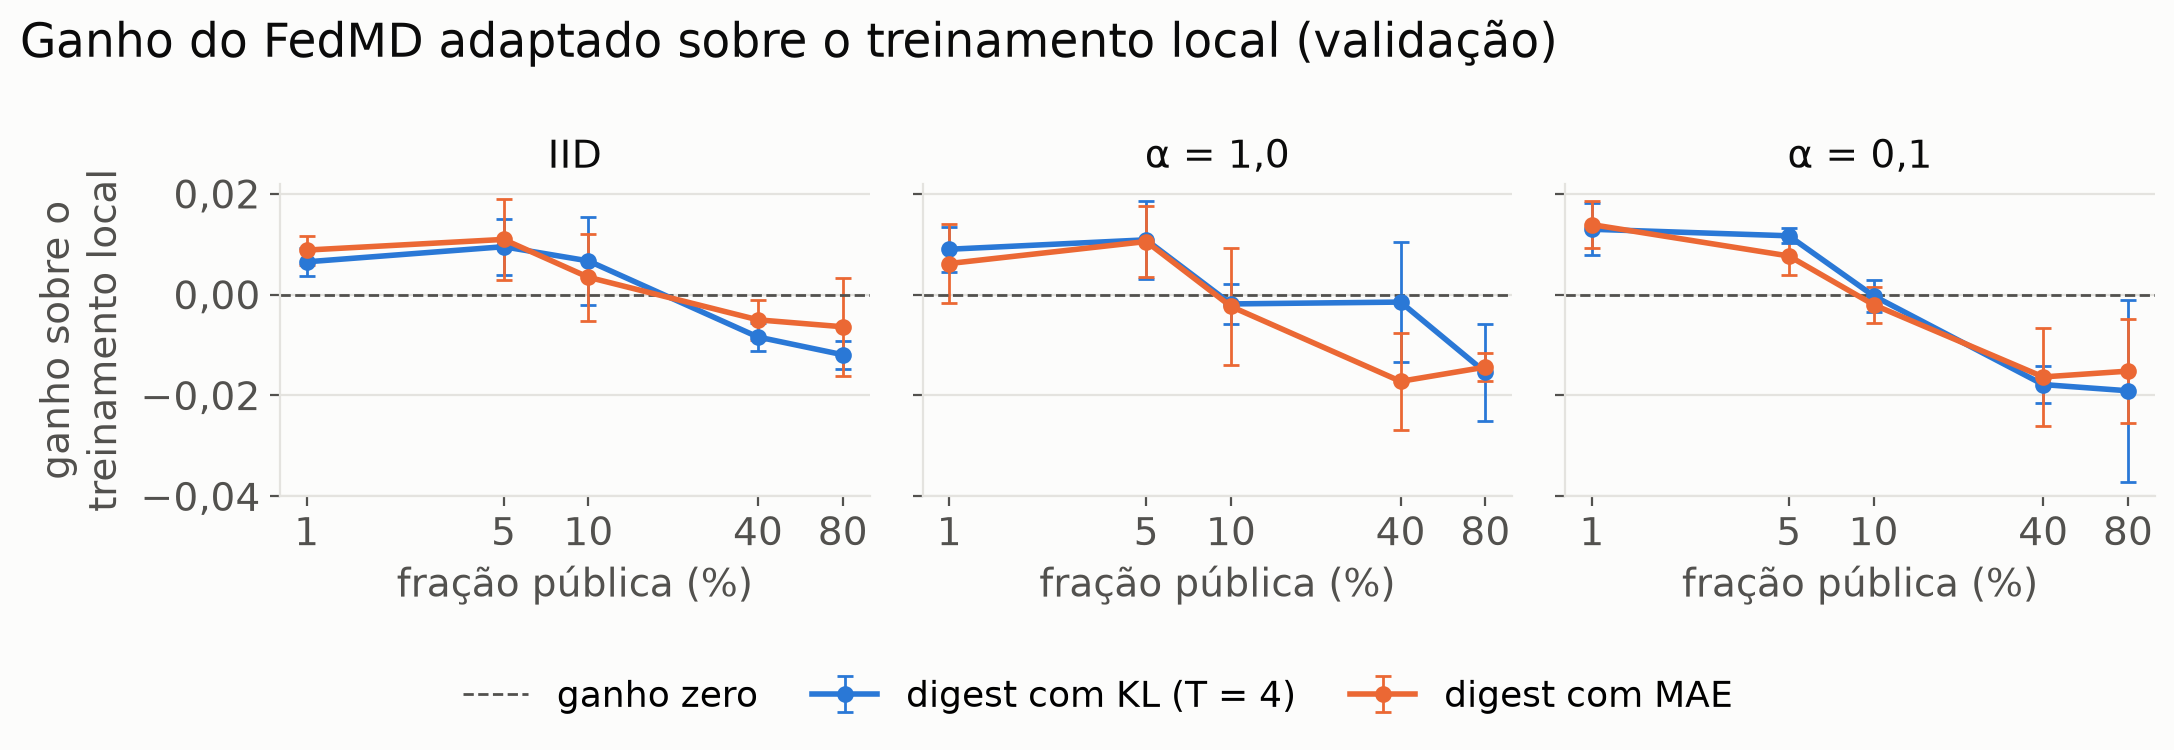 Ganho do FedMD adaptado sobre o treinamento local (validação)
IID
α = 1,0
α = 0,1
ganho sobre o
treinamento local
0,02
0,00
−0,02
−0,04
1 5 10 40 80
1 5 10 40 80
1 5 10 40 80
fração pública (%)
fração pública (%)
fração pública (%)
ganho zero
digest com KL (T = 4)
digest com MAE